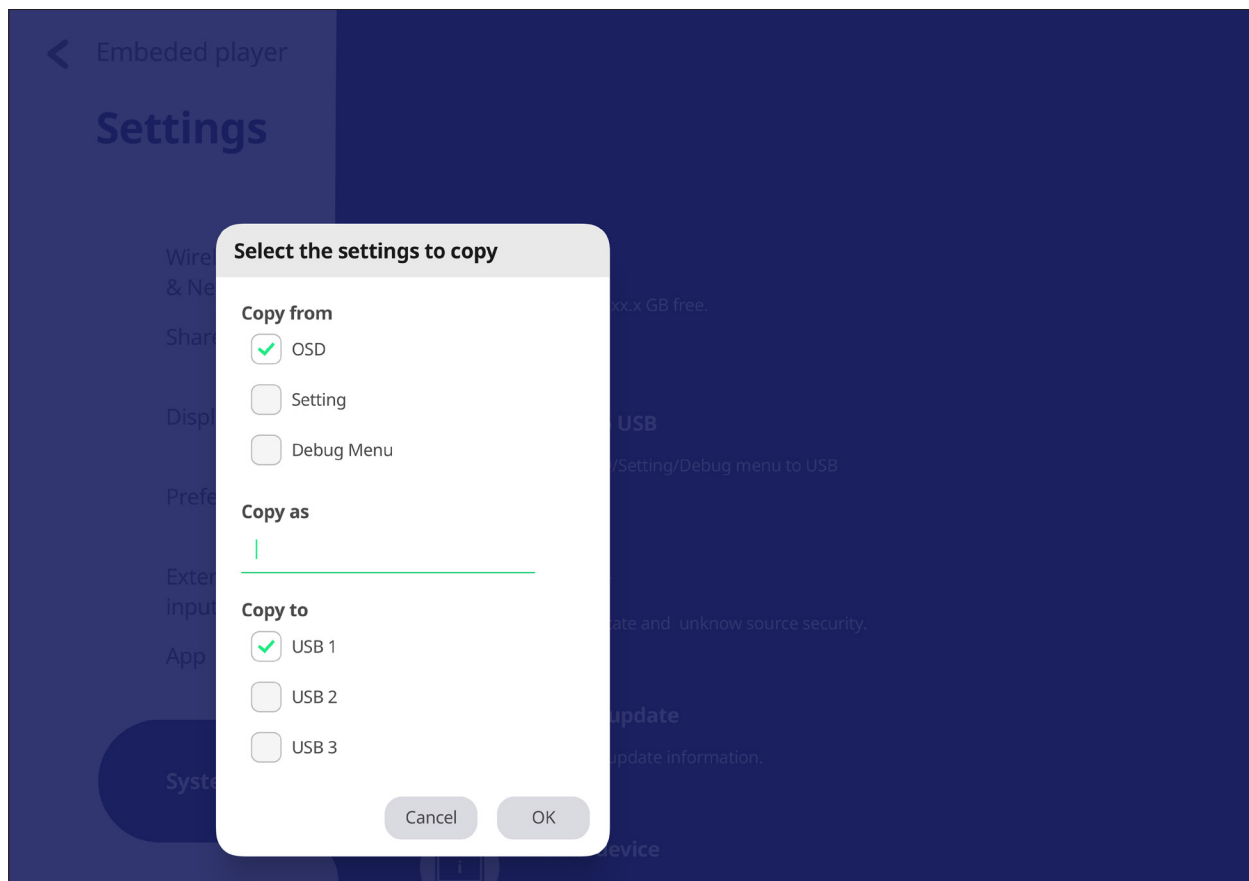 Embeded player
Settings
Select the settings to copy
Copy from
OSD
Setting
Debug Menu
Copy as
Copy to
USB 1
USB 2
USB 3
Cancel
OK
& Ne
App
xx.x GB free.
USB
/Setting/Debug menu to USB
and unknow source security.
update
update information.